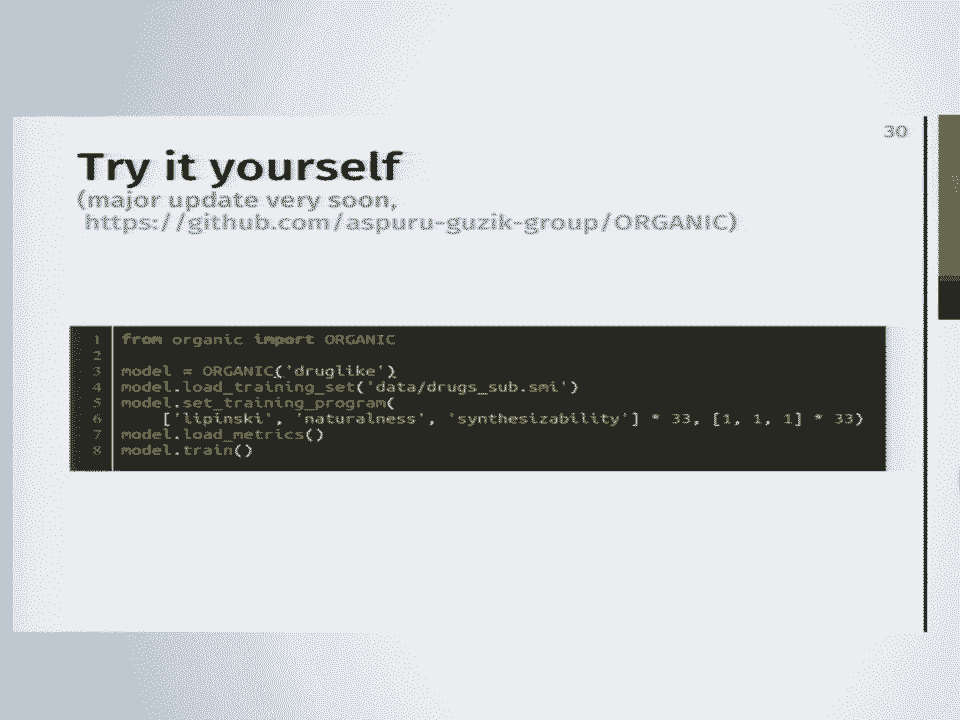 30
Try it yourself
(major update very soon,
https://github.com/aspuru-guzik-group/ORGANIC)
1 from organic import ORGANIC
2
3 model = ORGANIC('druglike')
4 model.load_training_set('data/drugs_sub.smi')
5 model.set_training_program(
6 ['lipinski', 'naturalness', 'synthesizability'] * 33, [1, 1, 1] * 33)
7 model.load_metrics()
8 model.train()